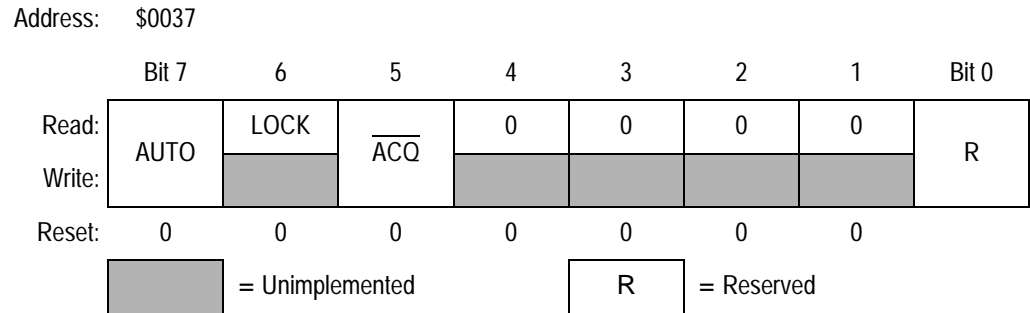 Address: $0037
Bit 7 6 5 4 3 2 1 Bit 0
Read: AUTO LOCK A̅C̅Q̅ 0 0 0 0 R
Write:
Reset: 0 0 0 0 0 0 0
= Unimplemented R = Reserved